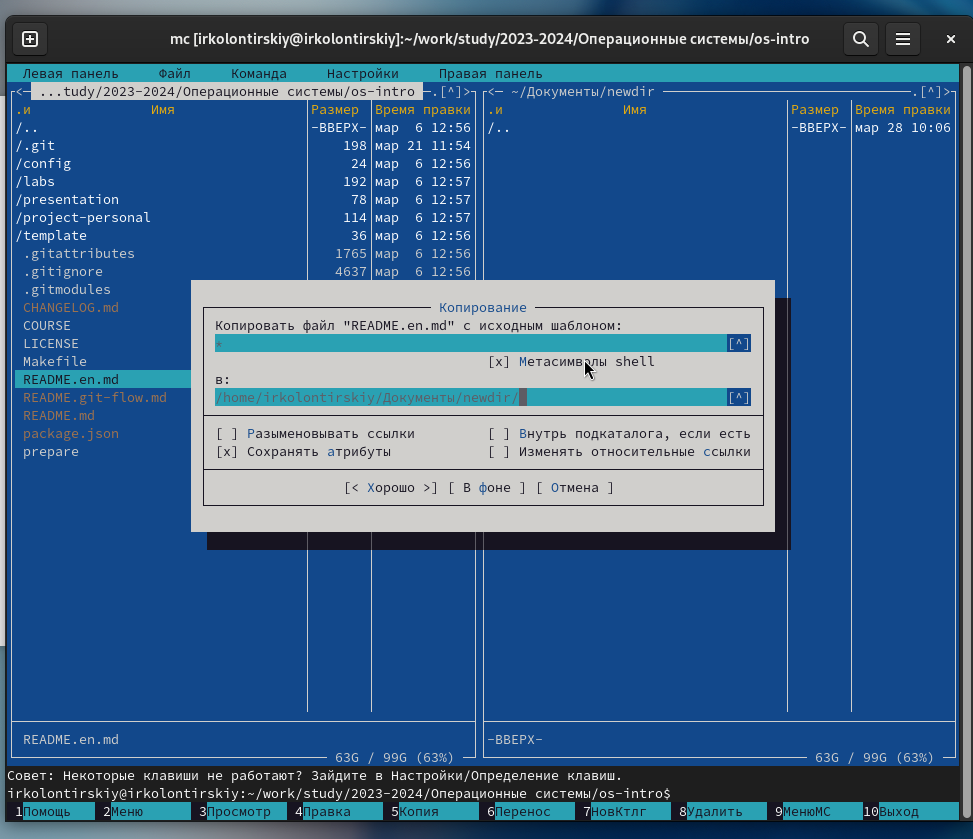 mc [irkolontirskiy@irkolontirskiy]:~/work/study/2023-2024/Операционные системы/os-intro
Левая панель Файл Команда Настройки Правая панель
<─ ...tudy/2023-2024/Операционные системы/os-intro ─.[^]> <─ ~/Документы/newdir .[^]>
.и Имя Размер Время правки .и Имя Размер Время правки
/.. -ВВЕРХ- мар 6 12:56 /.. -ВВЕРХ- мар 28 10:06
/.git 198 мар 21 11:54
/config 24 мар 6 12:56
/labs 192 мар 6 12:57
/presentation 78 мар 6 12:57
/project-personal 114 мар 6 12:57
/template 36 мар 6 12:56
.gitattributes 1765 мар 6 12:56
.gitignore 4637 мар 6 12:56
.gitmodules
CHANGELOG.md
COURSE
LICENSE
Makefile
README.en.md
README.git-flow.md
README.md
package.json
prepare
Копирование
Копировать файл "README.en.md" с исходным шаблоном:
* [^]
[x] Метасимволы shell
в:
/home/irkolontirskiy/Документы/newdir/ [^]
[ ] Разыменовывать ссылки [ ] Внутрь подкаталога, если есть
[x] Сохранять атрибуты [ ] Изменять относительные ссылки
[< Хорошо >] [ В фоне ] [ Отмена ]
README.en.md -ВВЕРХ-
63G / 99G (63%) 63G / 99G (63%)
Совет: Некоторые клавиши не работают? Зайдите в Настройки/Определение клавиш.
irkolontirskiy@irkolontirskiy:~/work/study/2023-2024/Операционные системы/os-intro$
1Помощь 2Меню 3Просмотр 4Правка 5Копия 6Перенос 7НовКтлг 8Удалить 9МенюМС 10Выход